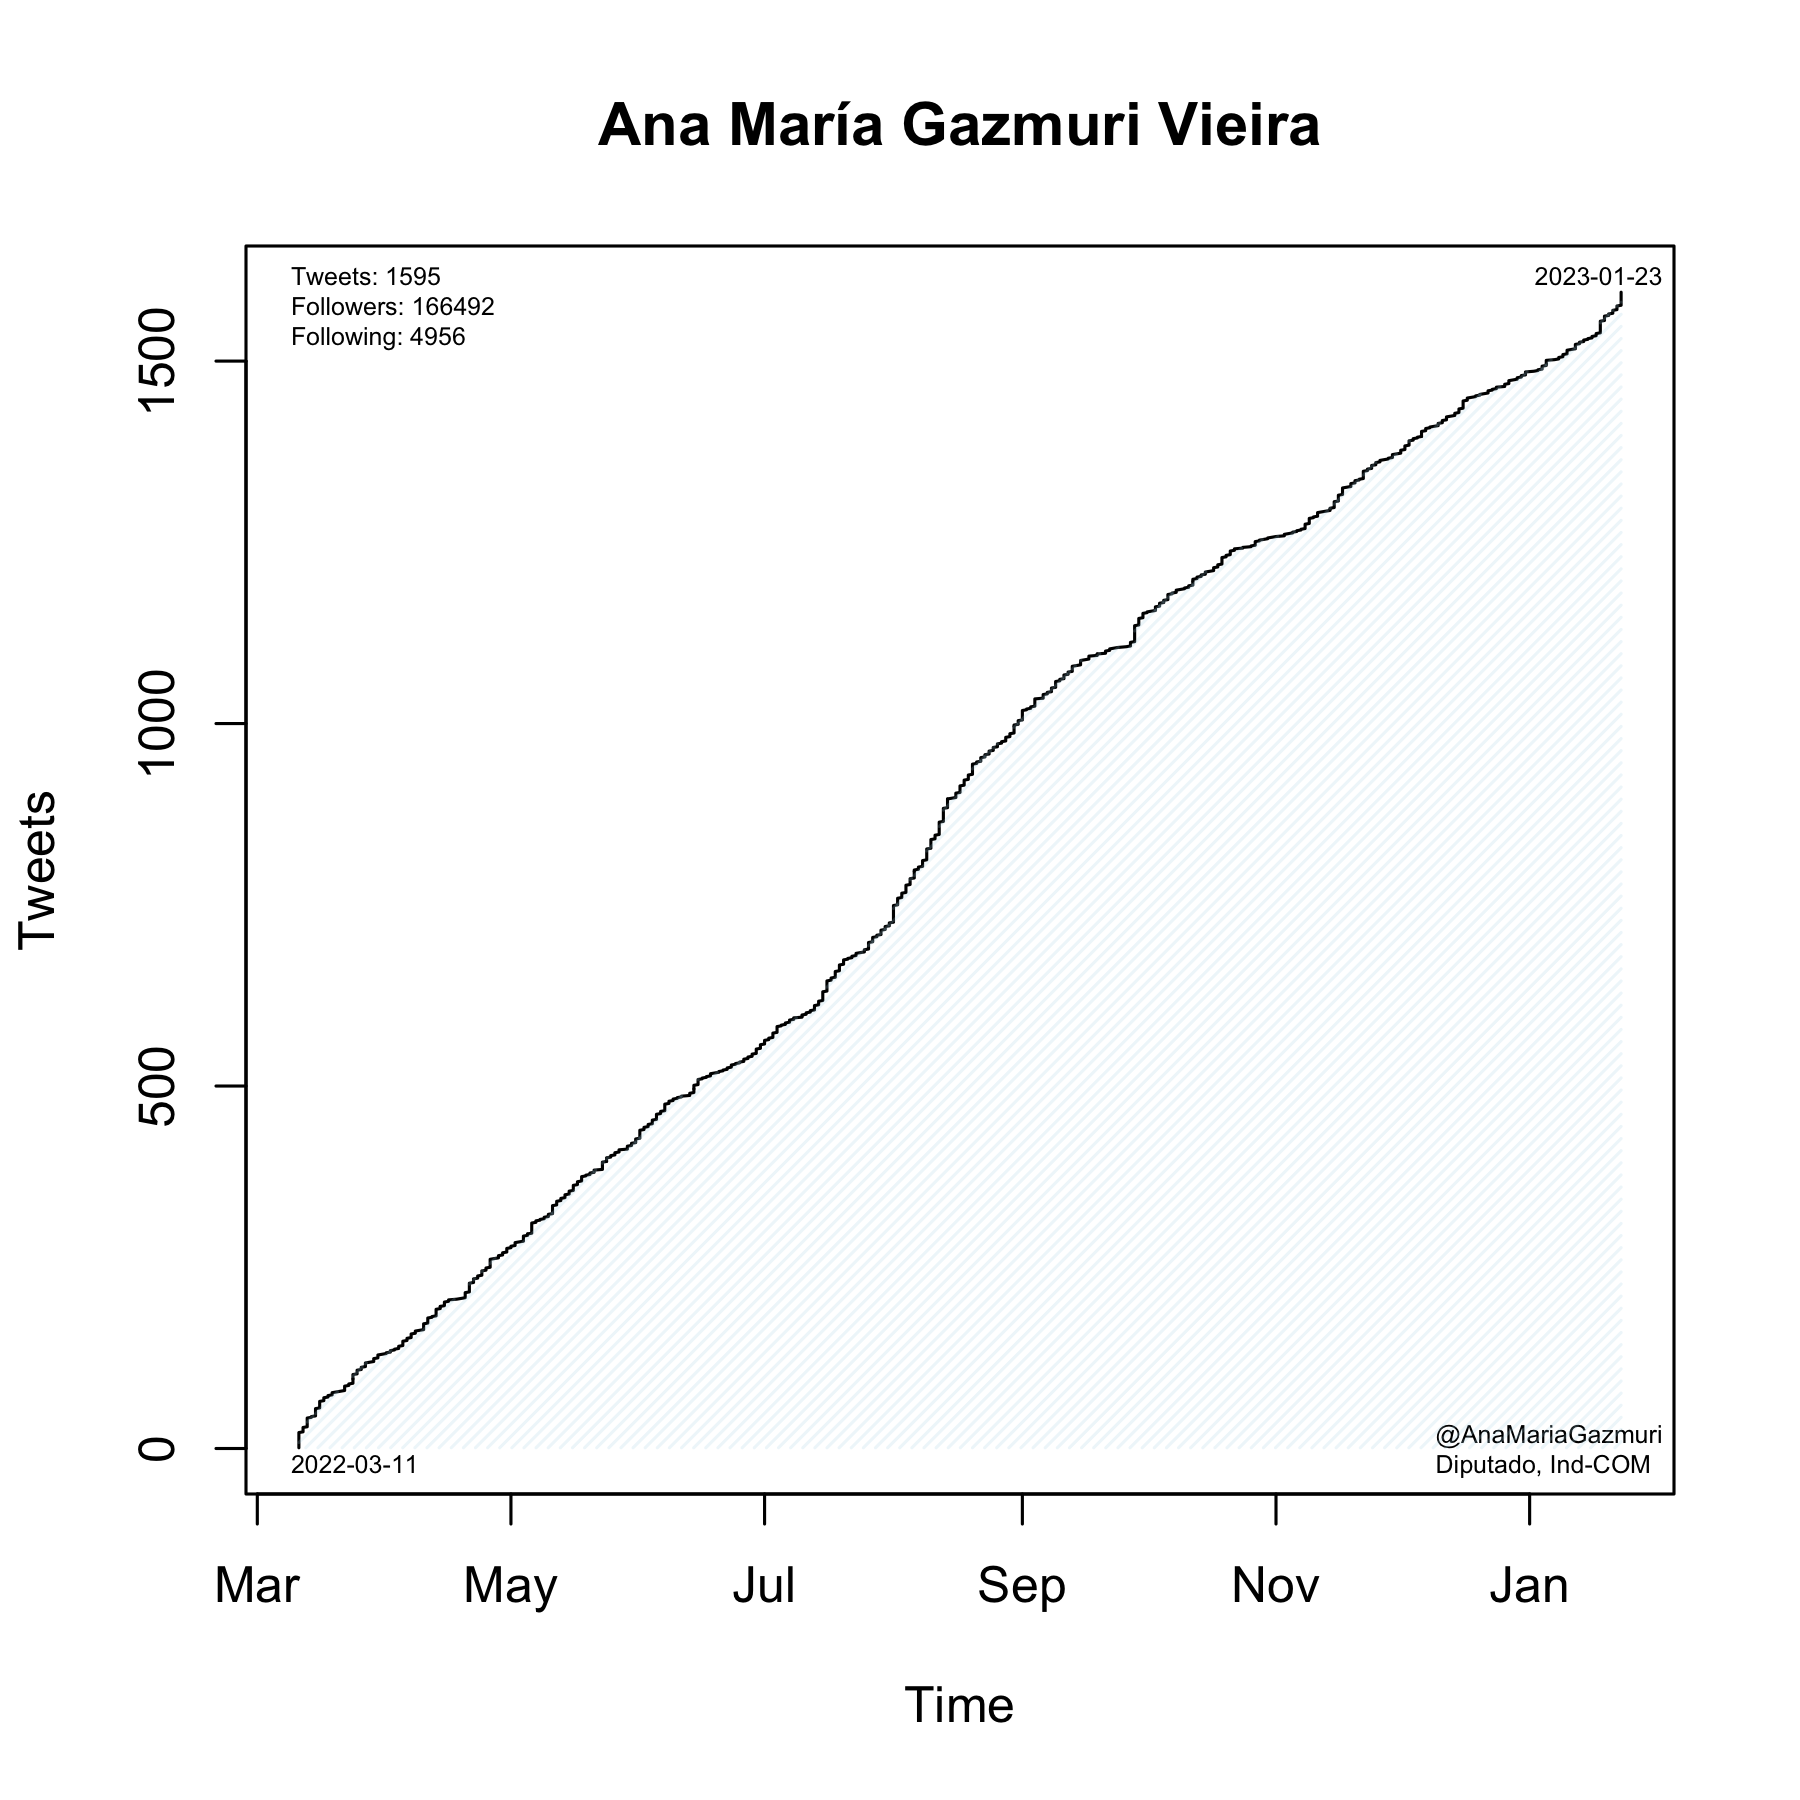 Ana María Gazmuri Vieira
Tweets: 1595
Followers: 166492
Following: 4956
2023-01-23
1500
1000
500
0
Tweets
@AnaMariaGazmuri
Diputado, Ind-COM
2022-03-11
Mar May Jul Sep Nov Jan
Time